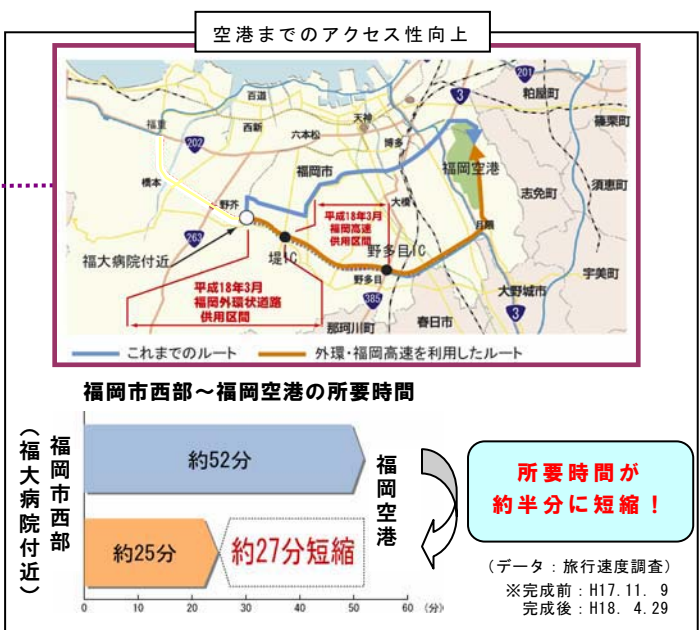 空港までのアクセス性向上
201
粕屋町
3
篠栗町
百道
天神
福重
西新
六本松
博多
202
福岡市
福岡空港
志免町
須恵町
橋本
野芥
大橋
平成18年3月
福岡高速
供用区間
月隈
263
福大病院付近
堤IC
野多目IC
宇美町
野多目
平成18年3月
福岡外環状道路
供用区間
385
大野城市
3
那珂川町
春日市
これまでのルート
外環・福岡高速を利用したルート
福岡市西部～福岡空港の所要時間
福岡市西部
（福大病院付近）
約52分
福岡空港
約25分
約27分短縮
0 10 20 30 40 50 60 (分)
所要時間が
約半分に短縮！
（データ：旅行速度調査）
※完成前：H17.11. 9
完成後：H18. 4.29